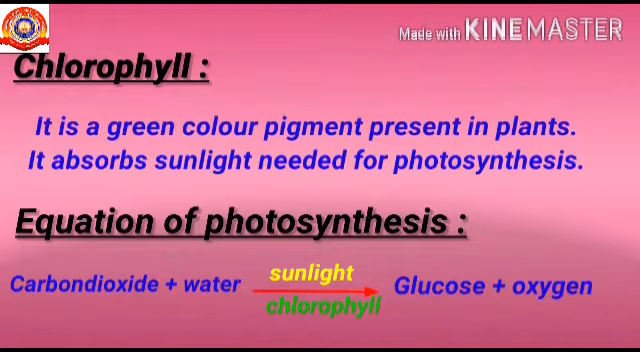 Made with KINEMASTER
Chlorophyll :
It is a green colour pigment present in plants.
It absorbs sunlight needed for photosynthesis.
Equation of photosynthesis :
sunlight
Carbondioxide + water Glucose + oxygen
chlorophyll